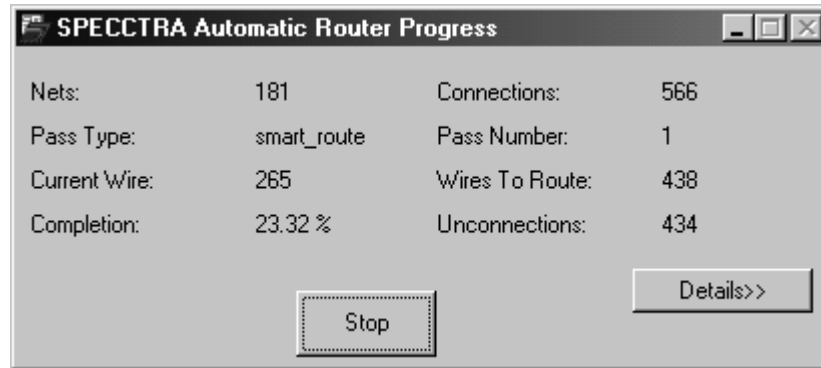 SPECCTRA Automatic Router Progress
Nets: 181 Connections: 566
Pass Type: smart_route Pass Number: 1
Current Wire: 265 Wires To Route: 438
Completion: 23.32 % Unconnections: 434
Details>>
Stop